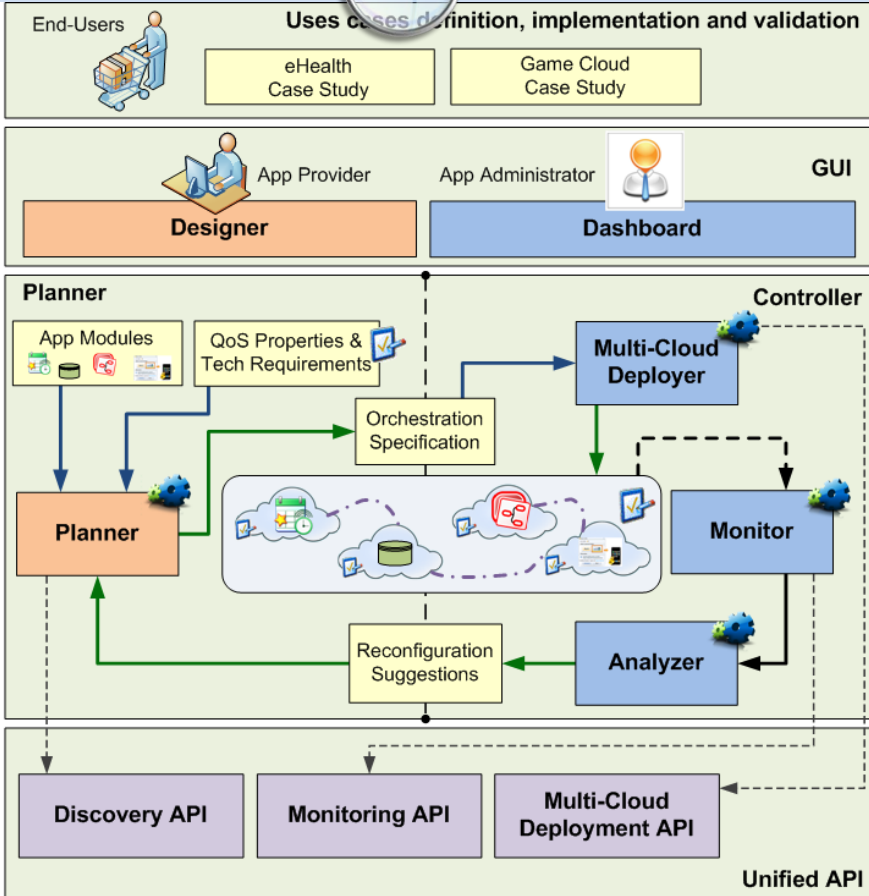 End-Users
Uses cases definition, implementation and validation
eHealth
Case Study
Game Cloud
Case Study
App Provider
App Administrator
GUI
Designer
Dashboard
Planner
Controller
App Modules
QoS Properties &
Tech Requirements
Multi-Cloud
Deployer
Orchestration
Specification
Planner
Monitor
Reconfiguration
Suggestions
Analyzer
Discovery API
Monitoring API
Multi-Cloud
Deployment API
Unified API